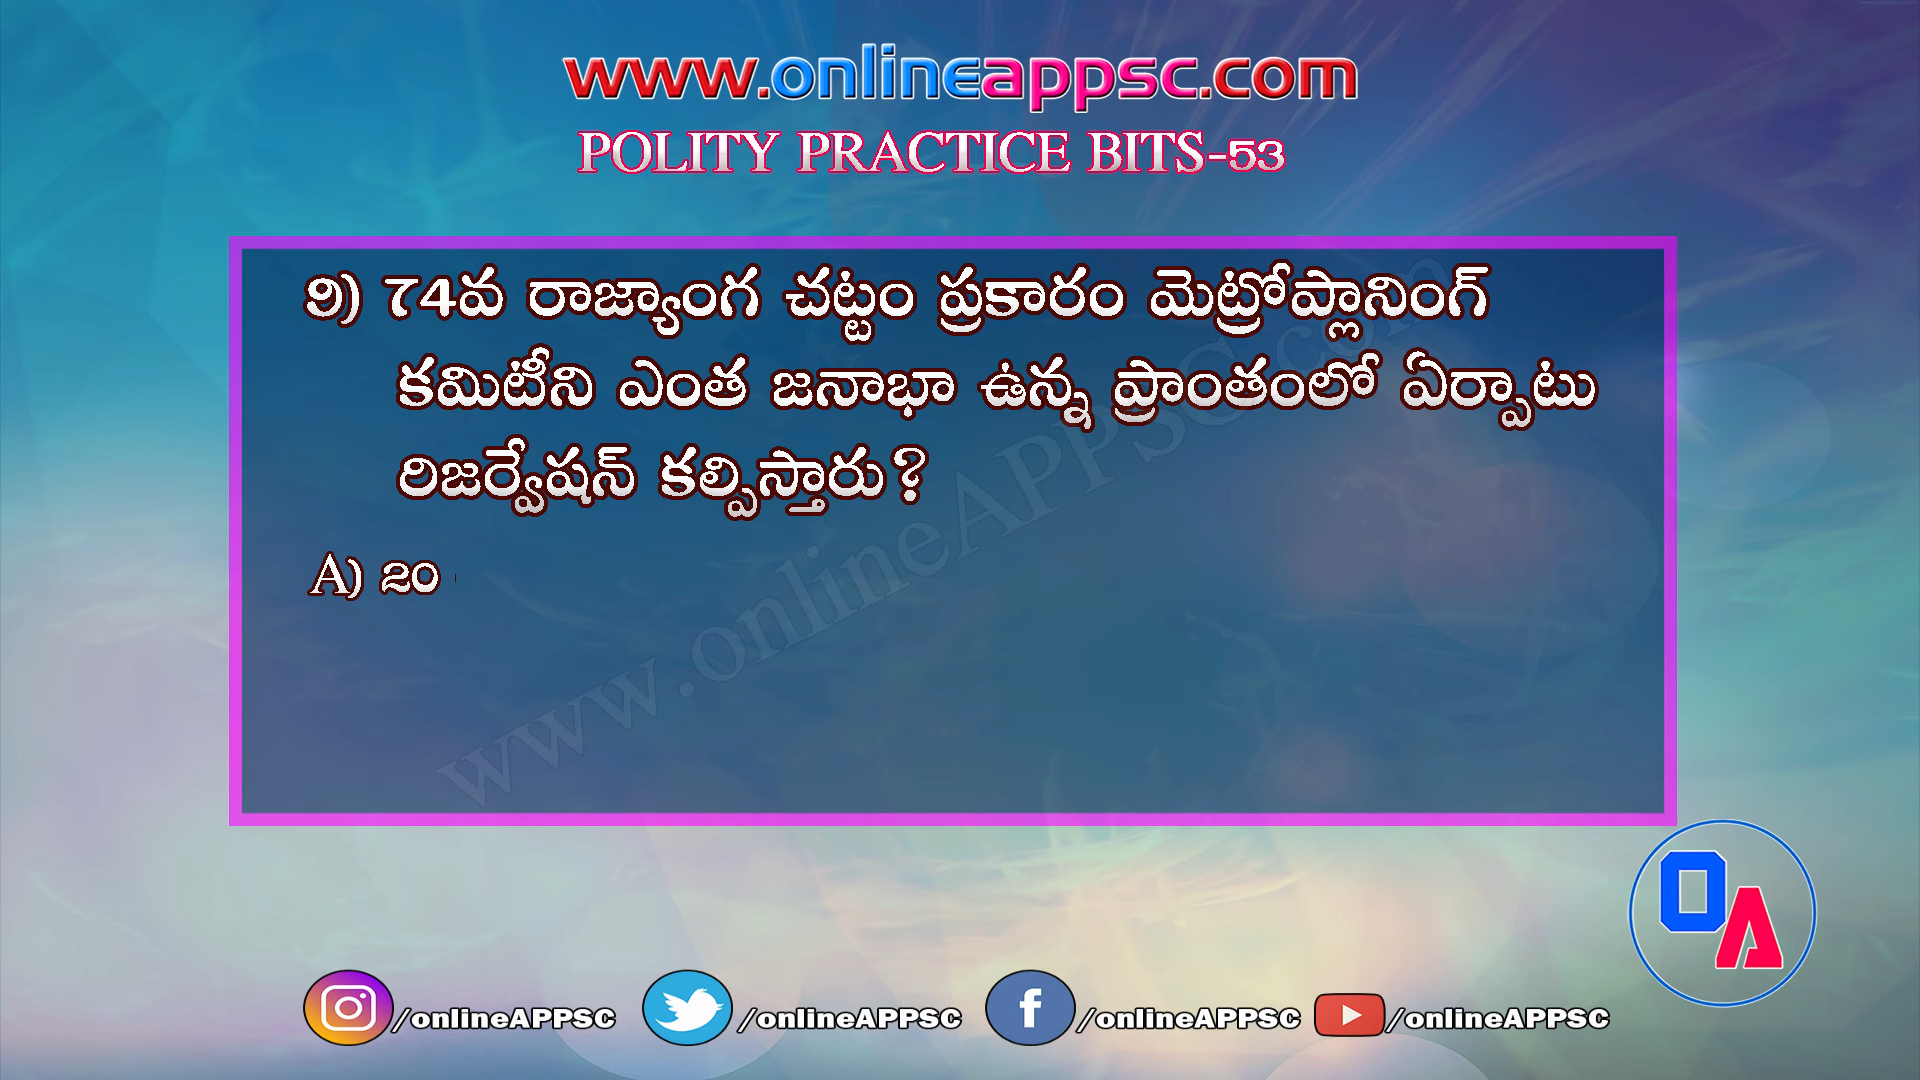 www.onlineappsc.com
POLITY PRACTICE BITS-53
9) 74వ రాజ్యాంగ చట్టం ప్రకారం మెట్రోప్లానింగ్
కమిటీని ఎంత జనాభా ఉన్న ప్రాంతంలో ఏర్పాటు
రిజర్వేషన్ కల్పిస్తారు?
A) 20
www.onlineAPPSC.com
OA
/onlineAPPSC /onlineAPPSC /onlineAPPSC /onlineAPPSC